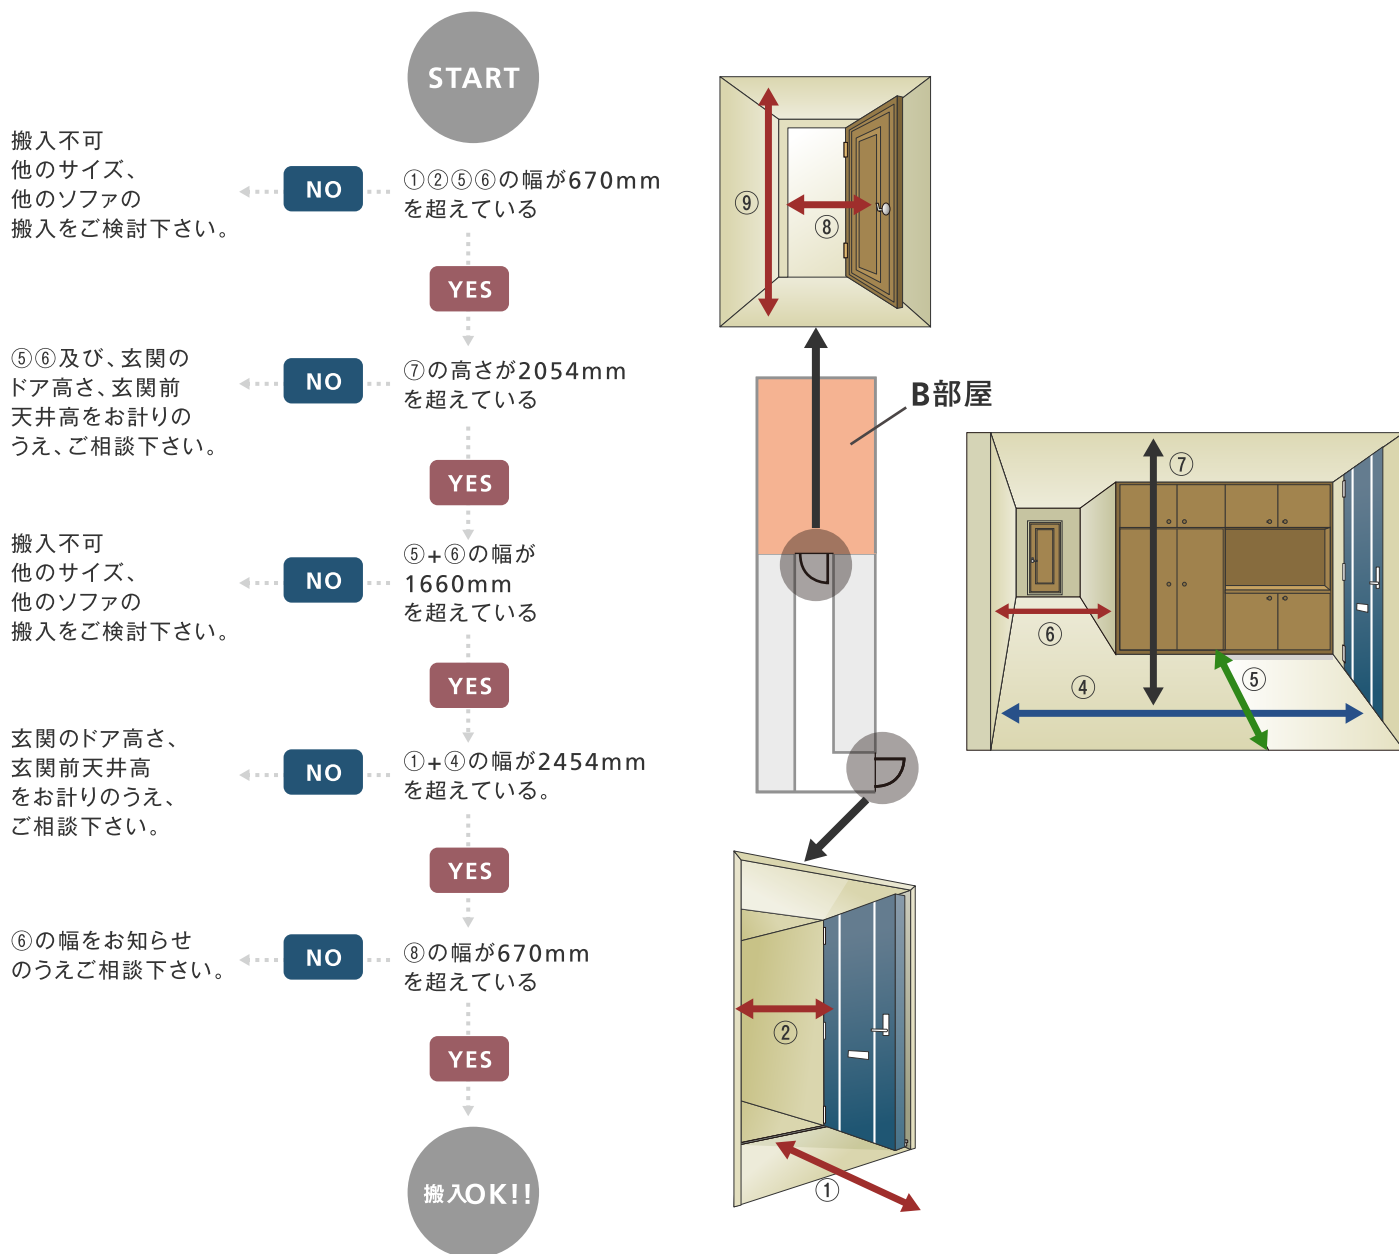 START
①②⑤⑥の幅が670mm
を超えている
NO
搬入不可
他のサイズ、
他のソファの
搬入をご検討下さい。
YES
⑦の高さが2054mm
を超えている
NO
⑤⑥及び、玄関の
ドア高さ、玄関前
天井高をお計りの
うえ、ご相談下さい。
YES
⑤+⑥の幅が
1660mm
を超えている
NO
搬入不可
他のサイズ、
他のソファの
搬入をご検討下さい。
YES
①+④の幅が2454mm
を超えている。
NO
玄関のドア高さ、
玄関前天井高
をお計りのうえ、
ご相談下さい。
YES
⑧の幅が670mm
を超えている
NO
⑥の幅をお知らせ
のうえご相談下さい。
YES
搬入OK!!
⑨
⑧
B部屋
⑦
⑥
④
⑤
②
①